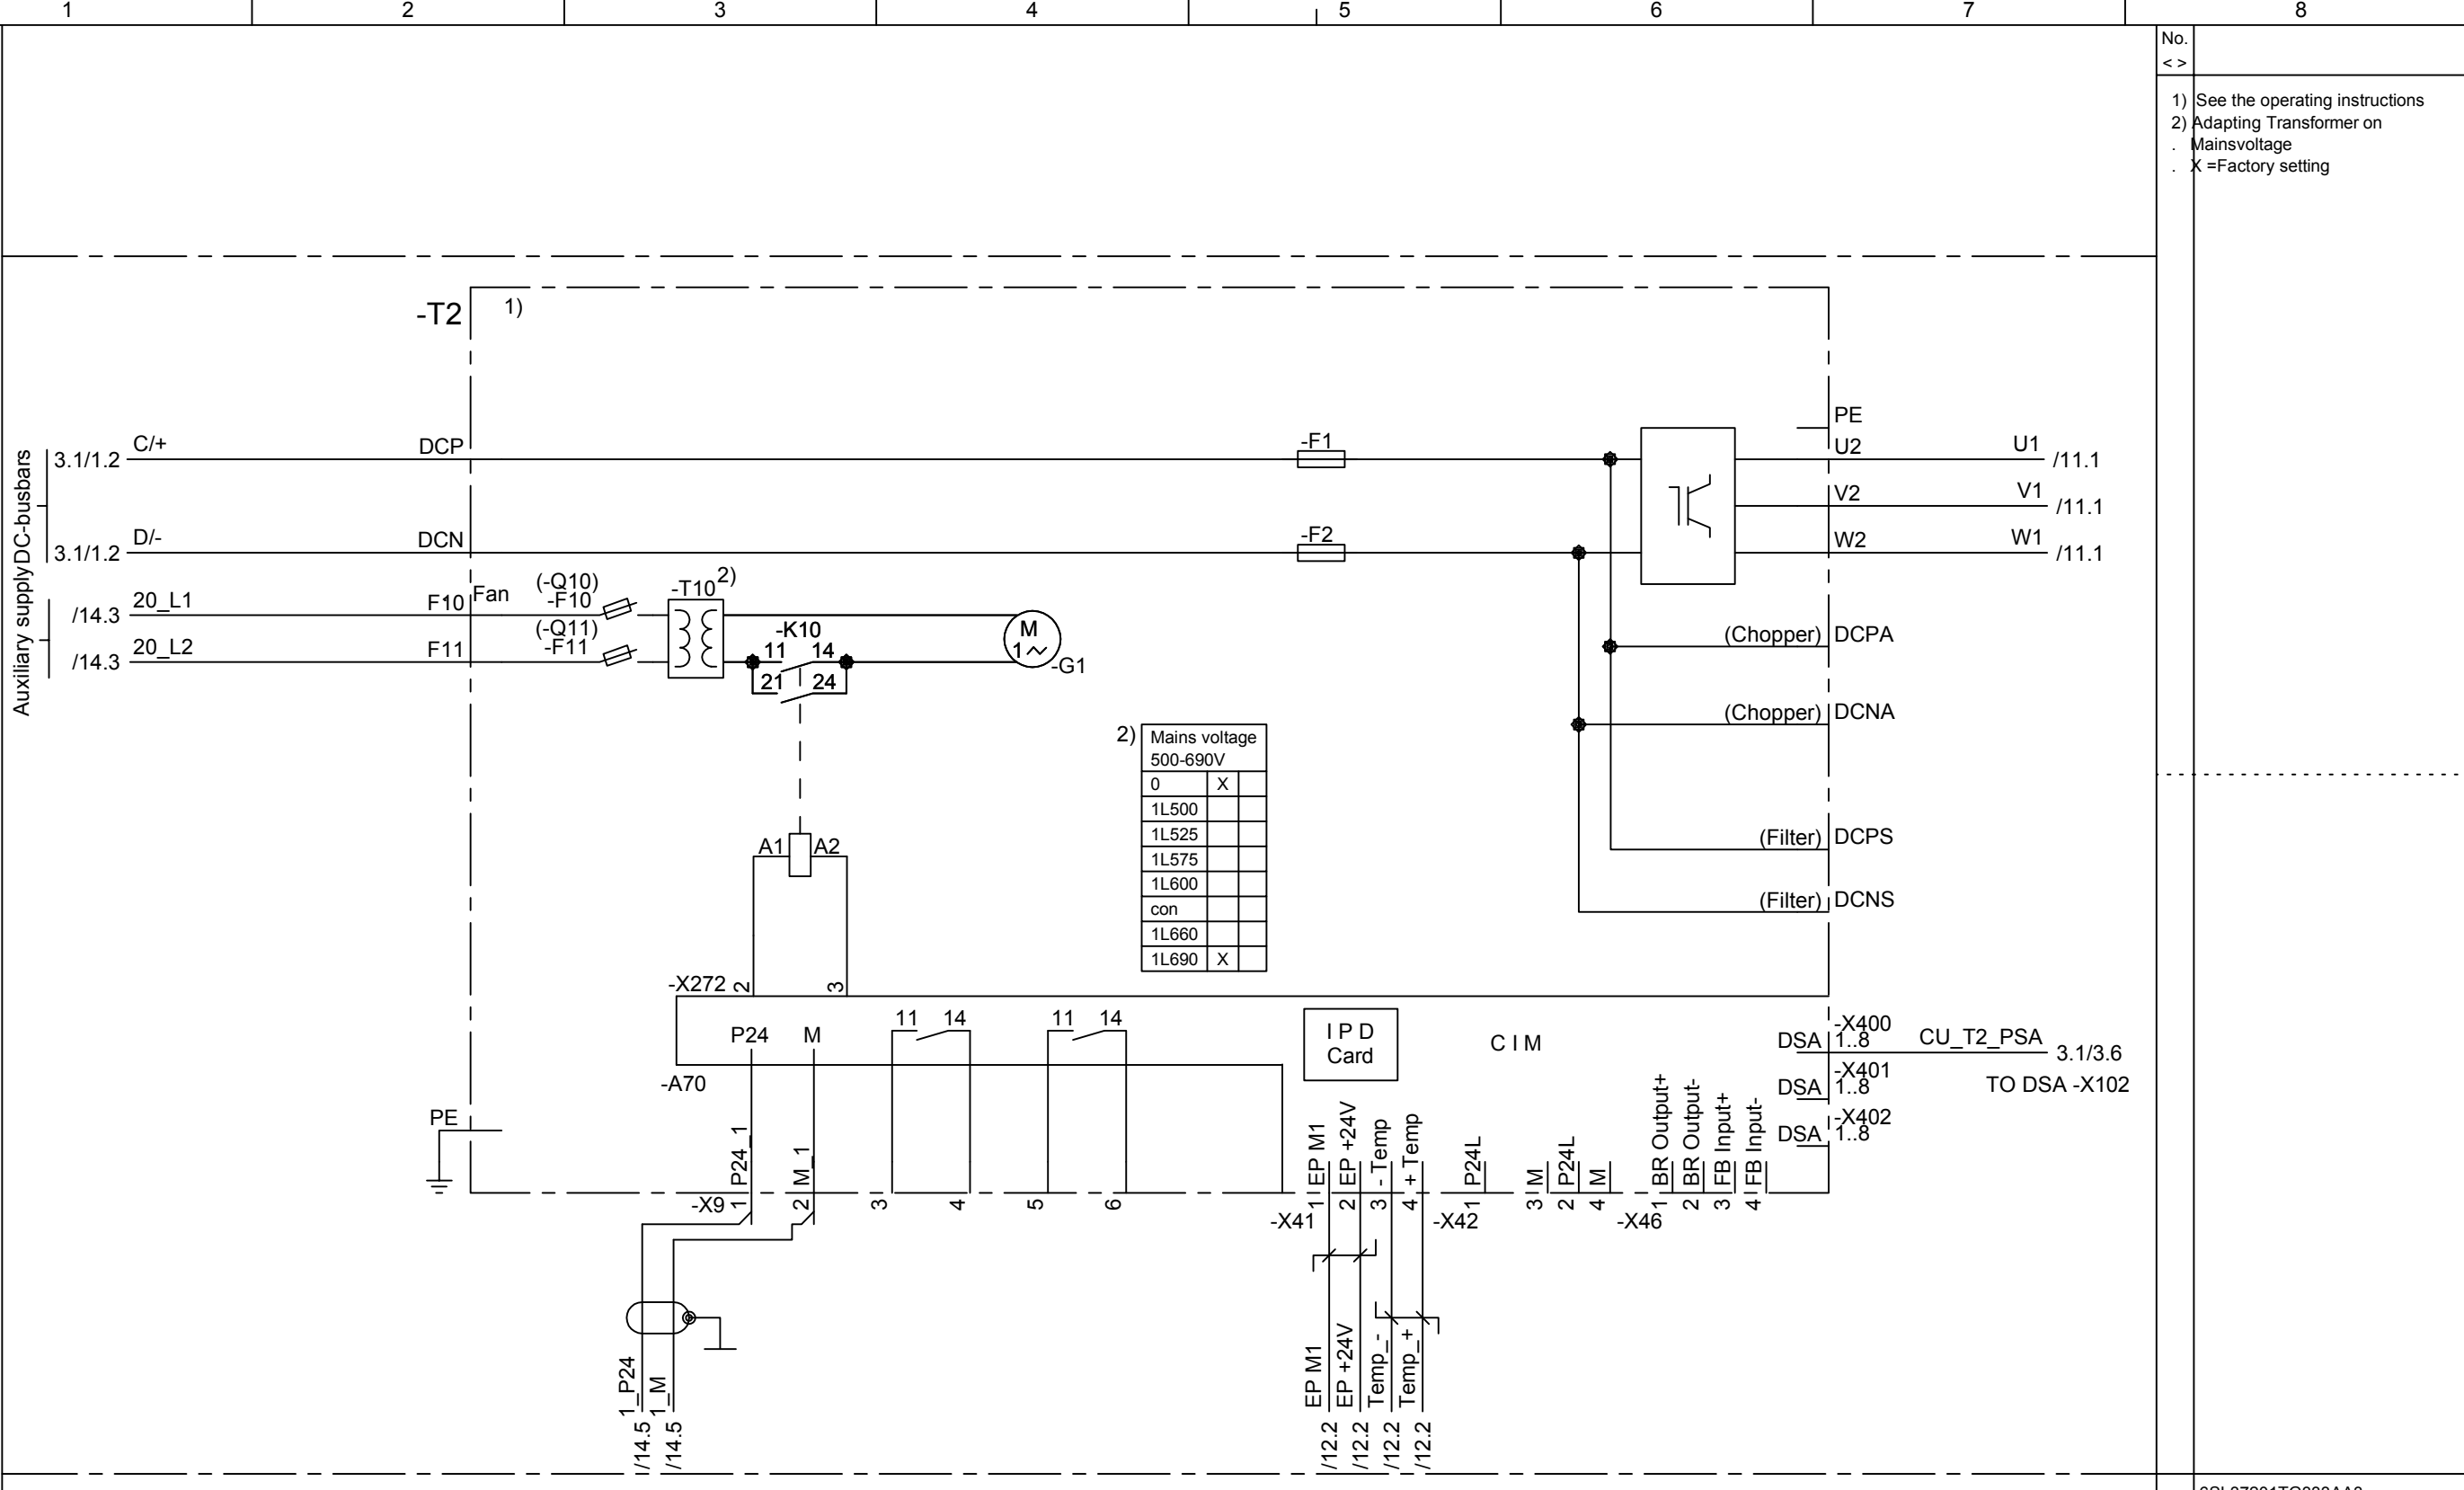 1 2 3 4 5 6 7 8
No.
< >
1) See the operating instructions
2) Adapting Transformer on
. Mainsvoltage
. X =Factory setting
-T2 1)
PE
DC-busbars
3.1/1.2 C/+ DCP -F1 U2 U1 /11.1
V2 V1 /11.1
3.1/1.2 D/- DCN -F2 W2 W1 /11.1
Auxiliary supply
/14.3 20_L1 F10 Fan (-Q10) -F10 -T10 2)
/14.3 20_L2 F11 (-Q11) -F11
-K10
11 14
21 24
M
1
-G1
(Chopper) DCPA
(Chopper) DCNA
(Filter) DCPS
(Filter) DCNS
2) Mains voltage
500-690V
0 X
1L500
1L525
1L575
1L600
con
1L660
1L690 X
A1 A2
-X272 2 3
P24 M 11 14 11 14
-A70
I P D
Card
C I M
-X400
DSA 1..8 CU_T2_PSA 3.1/3.6
-X401
DSA 1..8 TO DSA -X102
-X402
DSA 1..8
PE
-X9
1 P24_1
2 M_1
3 4 5 6
-X41
1 EP M1
2 EP +24V
3 - Temp
4 + Temp
-X42
1 P24L
3 M
2 P24L
4 M
-X46
1 BR Output+
2 BR Output-
3 FB Input+
4 FB Input-
/14.5 1_P24
/14.5 1_M
/12.2 EP M1
/12.2 EP +24V
/12.2 Temp_-
/12.2 Temp_+